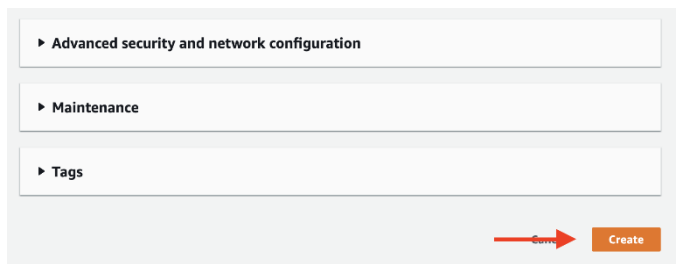 Advanced security and network configuration
Maintenance
Tags
Create